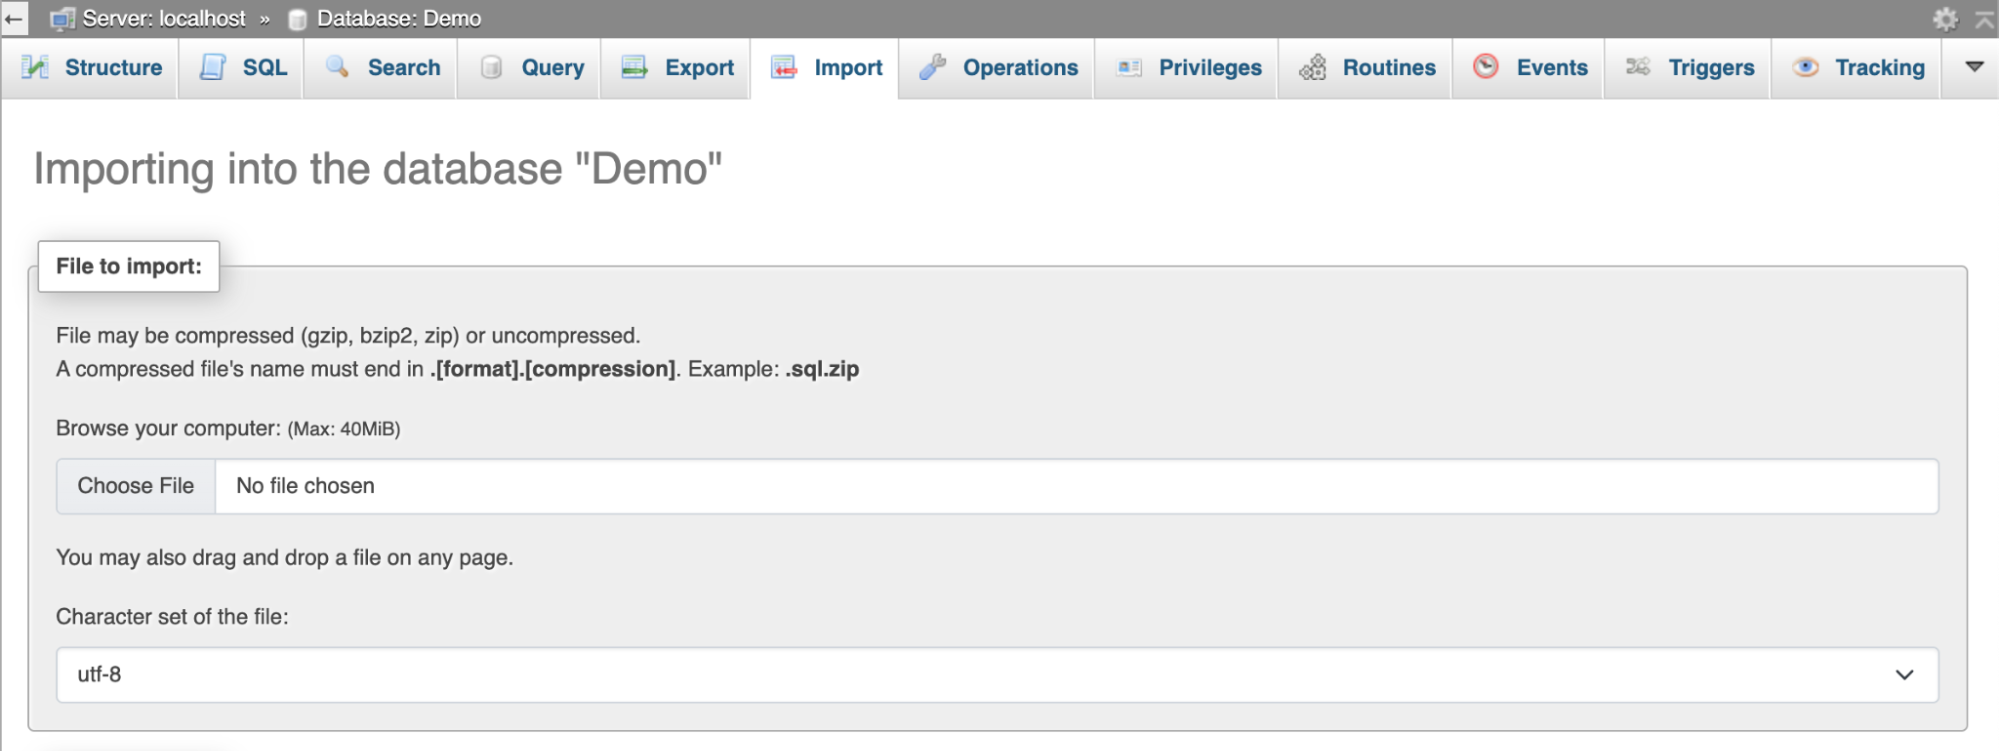 Server: localhost » Database: Demo
Structure SQL Search Query Export Import Operations Privileges Routines Events Triggers Tracking
Importing into the database "Demo"
File to import:
File may be compressed (gzip, bzip2, zip) or uncompressed.
A compressed file's name must end in .[format].[compression]. Example: .sql.zip
Browse your computer: (Max: 40MiB)
Choose File No file chosen
You may also drag and drop a file on any page.
Character set of the file:
utf-8